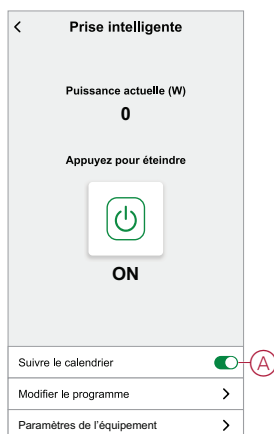 Prise intelligente
Puissance actuelle (W)
0
Appuyez pour éteindre
ON
Suivre le calendrier
A
Modifier le programme
Paramètres de l'équipement